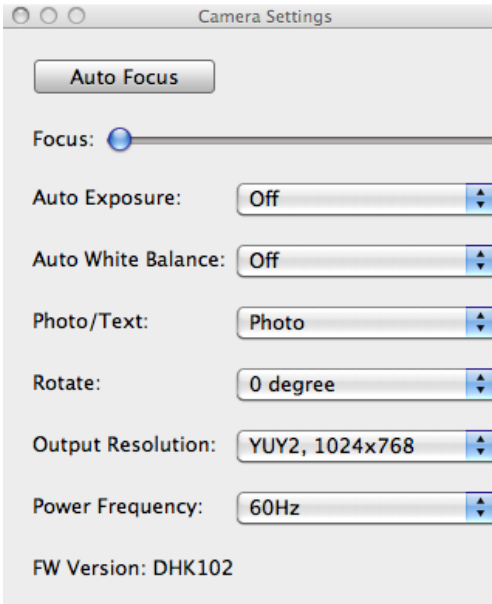 Camera Settings
Auto Focus
Focus:
Auto Exposure: Off
Auto White Balance: Off
Photo/Text: Photo
Rotate: 0 degree
Output Resolution: YUY2, 1024x768
Power Frequency: 60Hz
FW Version: DHK102